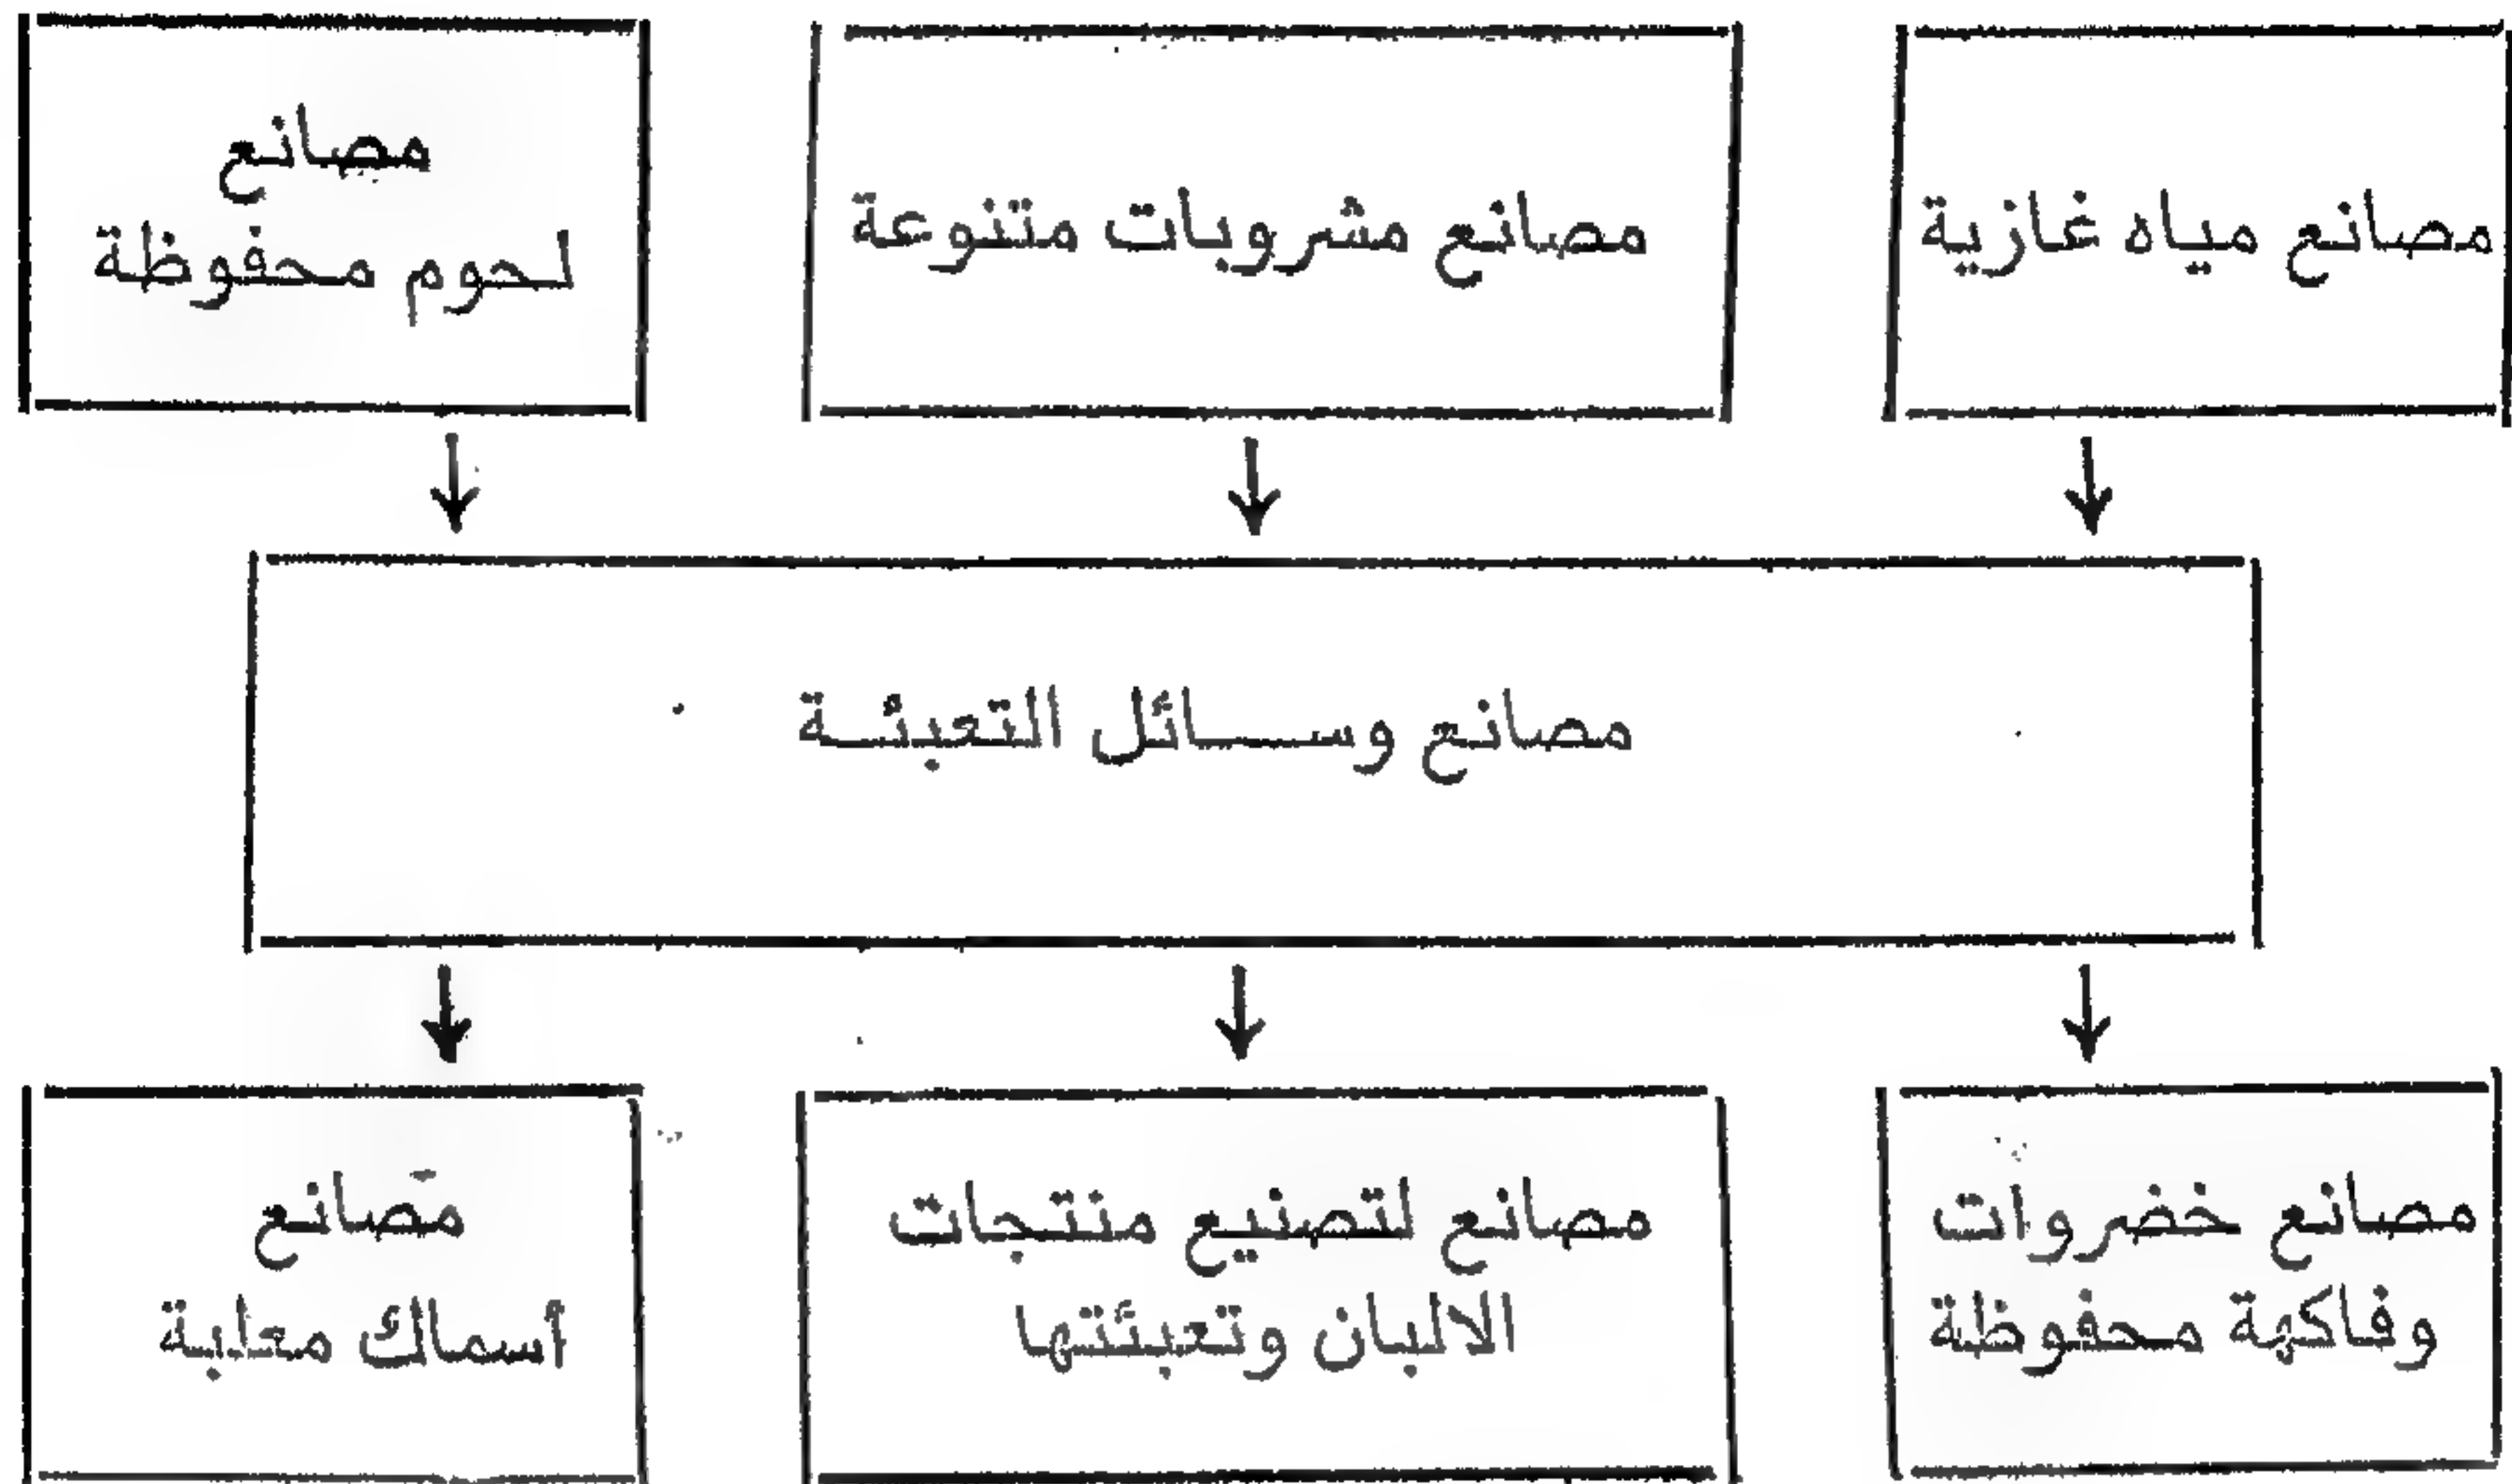 مصانع مياه غازية
مصانع مشروبات متنوعة
مصانع
لحوم محفوظة
مصانع وسائل التعبئة
مصانع خضروات
وفاكهة محفوظة
مصانع لتصنيع منتجات
الالبان وتعبئتها
مصانع
أسماك معلبة